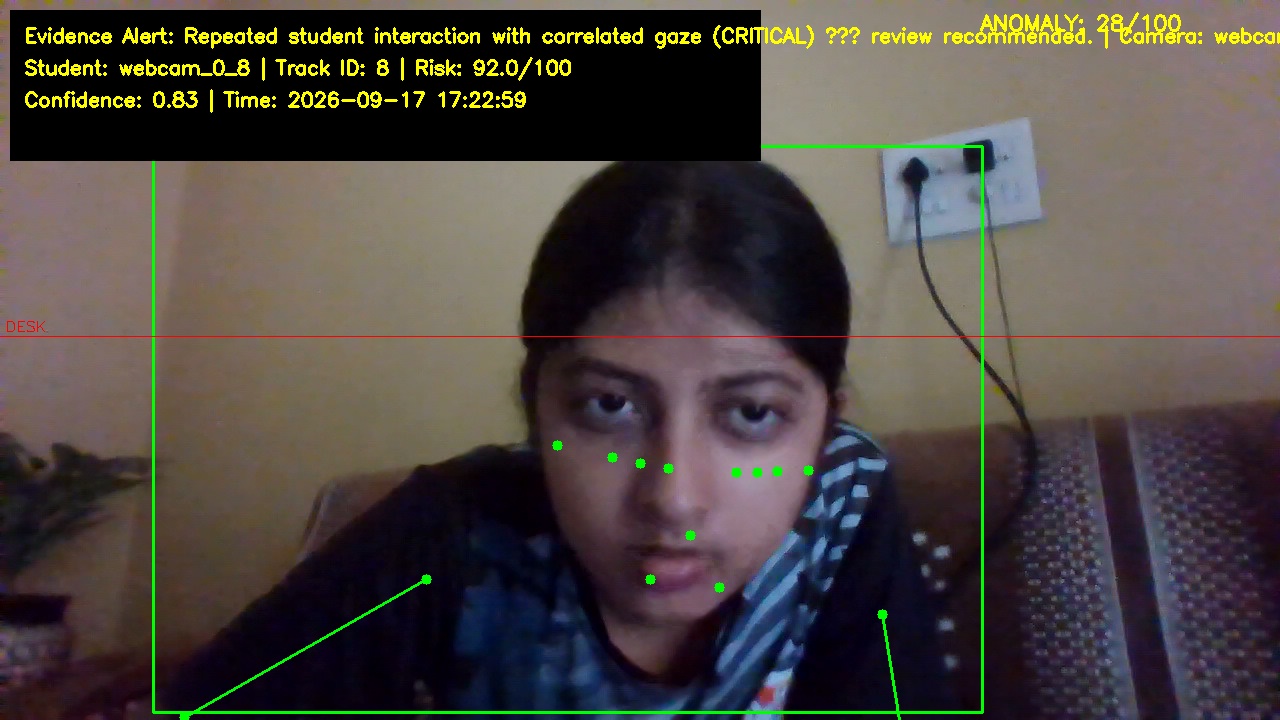 ANOMALY: 28/100
Evidence Alert: Repeated student interaction with correlated gaze (CRITICAL) ??? review recommended. | Camera: webca
Student: webcam_0_8 | Track ID: 8 | Risk: 92.0/100
Confidence: 0.83 | Time: 2026-09-17 17:22:59
DESK